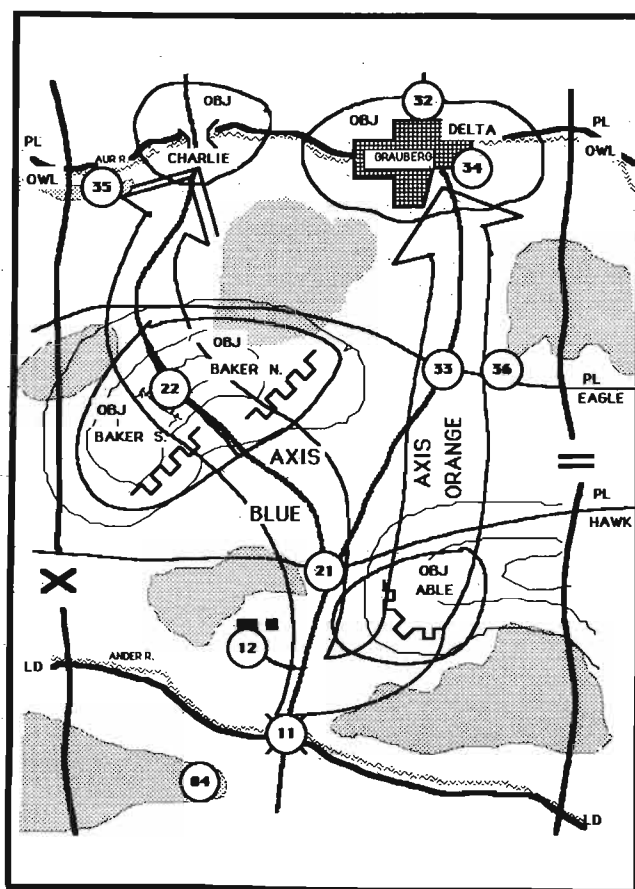 OBJ
32
OBJ
DELTA
PL
PL
AUR R.
CHARLIE
GRAUBERG
34
OWL
OWL
35
OBJ
BAKER N.
33
36
PL
EAGLE
22
OBJ
BAKER S.
AXIS
AXIS
ORANGE
BLUE
PL
HAWK
21
OBJ
ABLE
X
12
ANDER R.
LD
11
64
LD